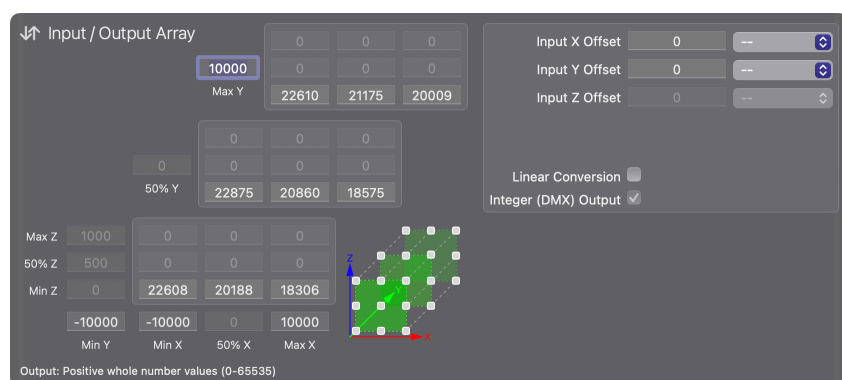 Input / Output Array
0 0 0
10000 0 0 0
Max Y 22610 21175 20009
0 0 0
0 0 0 0
50% Y 22875 20860 18575
Max Z 1000 0 0 0
50% Z 500 0 0 0
Min Z 0 22608 20188 18306
-10000 -10000 0 10000
Min Y Min X 50% X Max X
Z
Y
X
Output: Positive whole number values (0-65535)
Input X Offset 0 --
Input Y Offset 0 --
Input Z Offset 0 --
Linear Conversion
Integer (DMX) Output